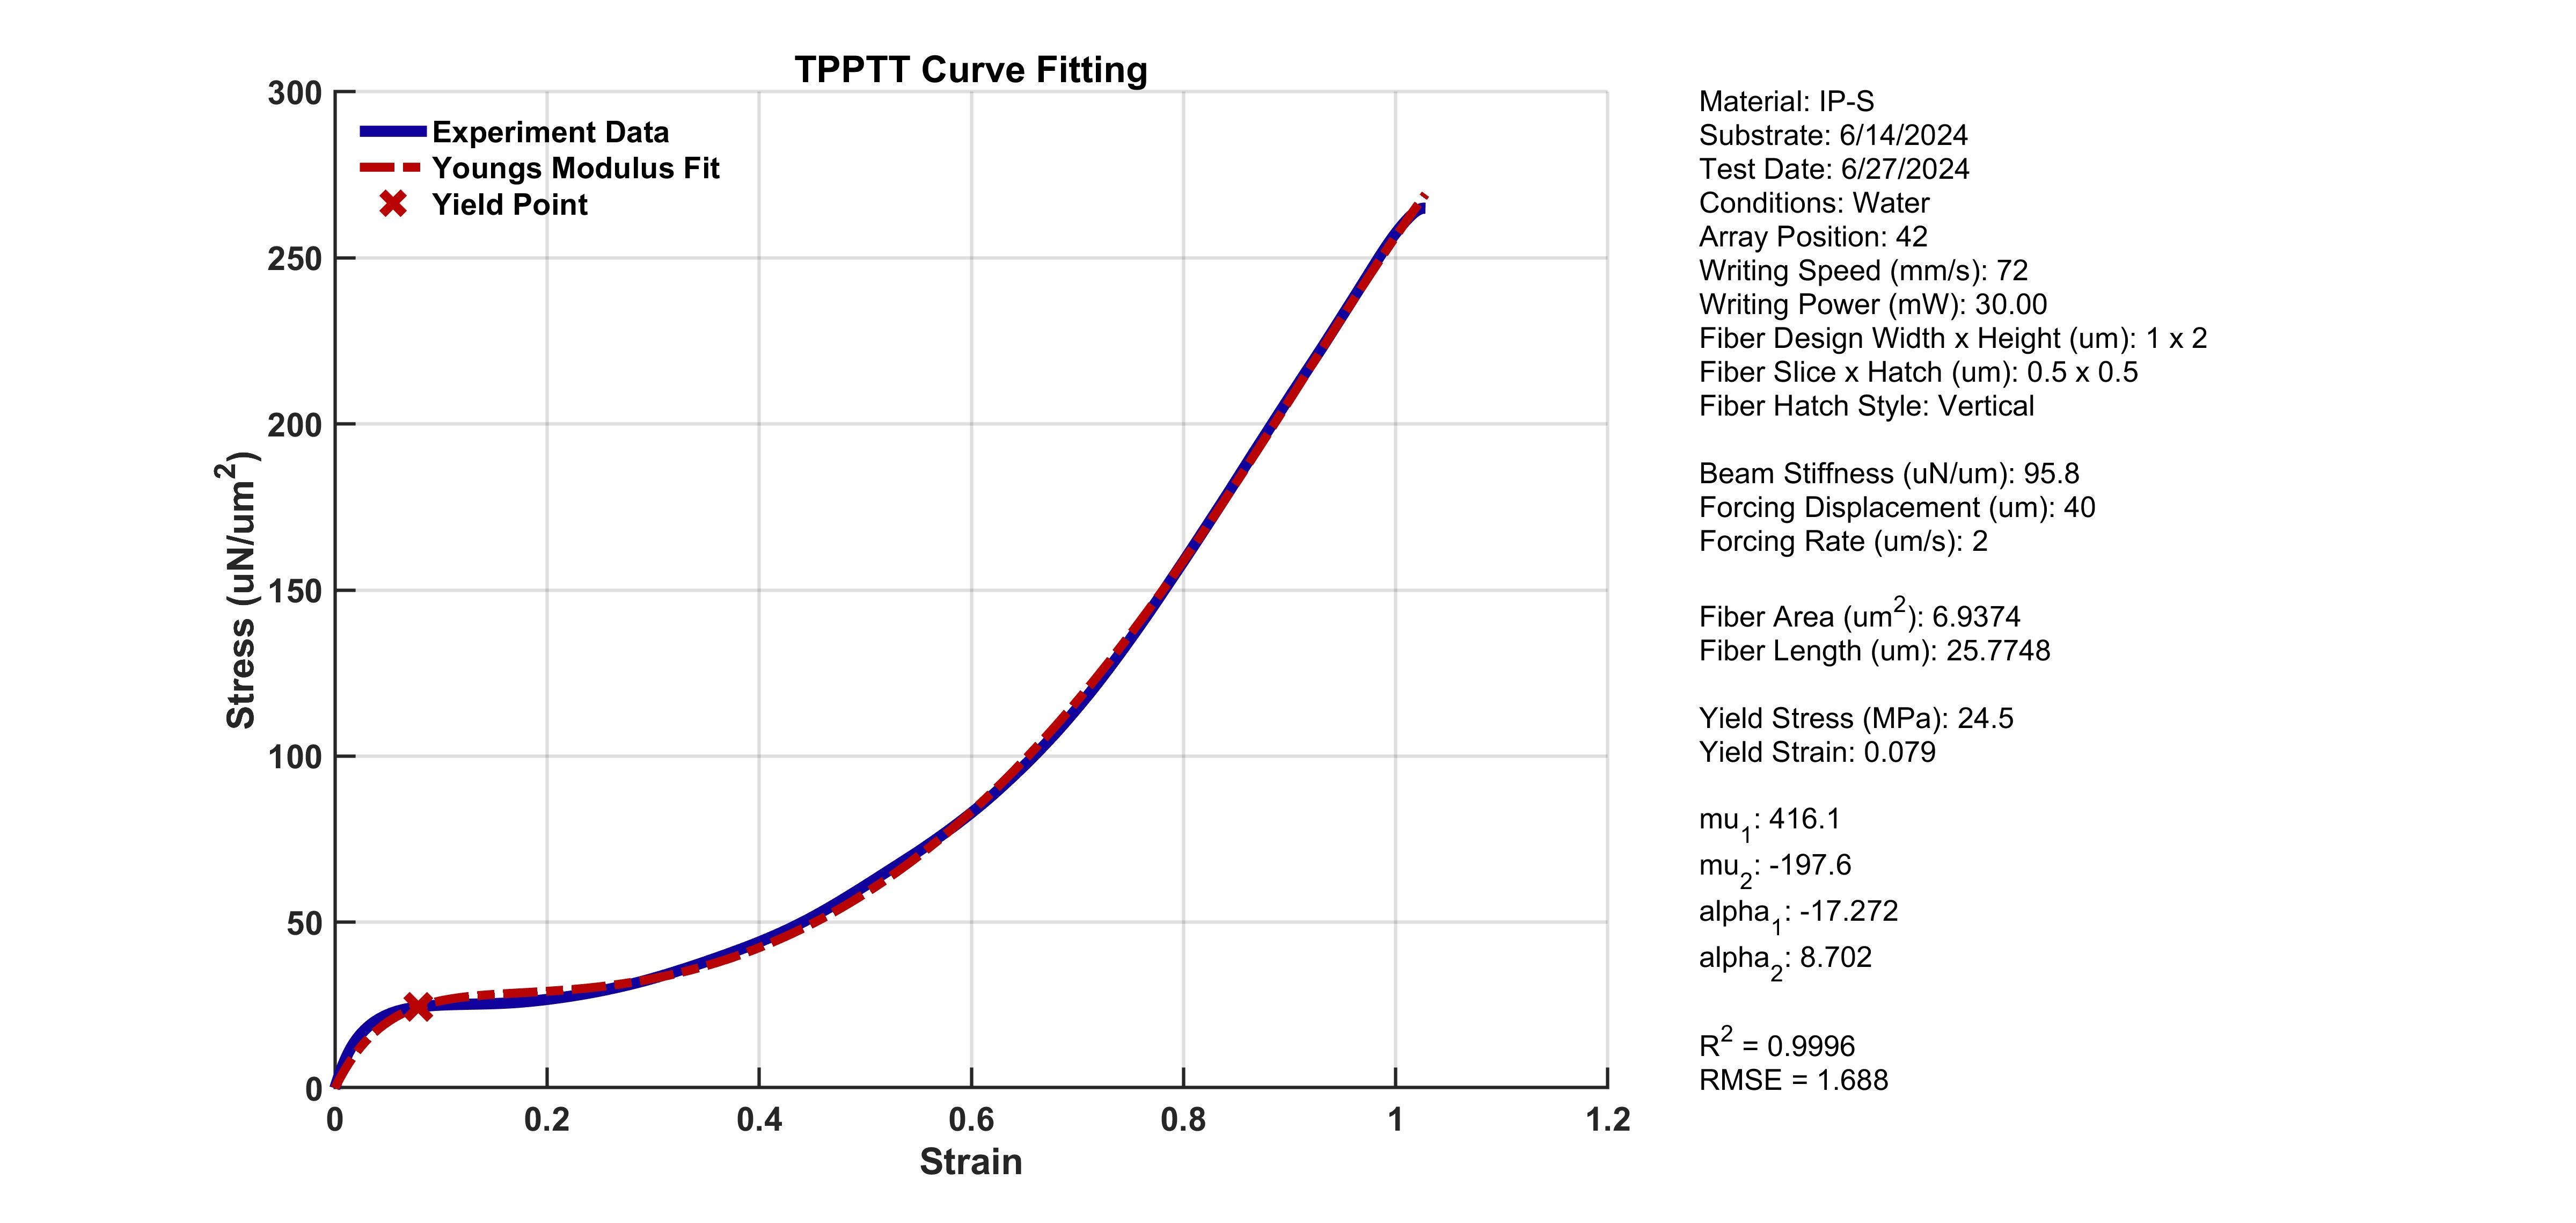 TPPTT Curve Fitting
300
250
200
150
100
50
0
Stress (uN/um²)
Experiment Data
Youngs Modulus Fit
Yield Point
0 0.2 0.4 0.6 0.8 1 1.2
Strain
Material: IP-S
Substrate: 6/14/2024
Test Date: 6/27/2024
Conditions: Water
Array Position: 42
Writing Speed (mm/s): 72
Writing Power (mW): 30.00
Fiber Design Width x Height (um): 1 x 2
Fiber Slice x Hatch (um): 0.5 x 0.5
Fiber Hatch Style: Vertical
Beam Stiffness (uN/um): 95.8
Forcing Displacement (um): 40
Forcing Rate (um/s): 2
Fiber Area (um²): 6.9374
Fiber Length (um): 25.7748
Yield Stress (MPa): 24.5
Yield Strain: 0.079
mu₁: 416.1
mu₂: -197.6
alpha₁: -17.272
alpha₂: 8.702
R² = 0.9996
RMSE = 1.688